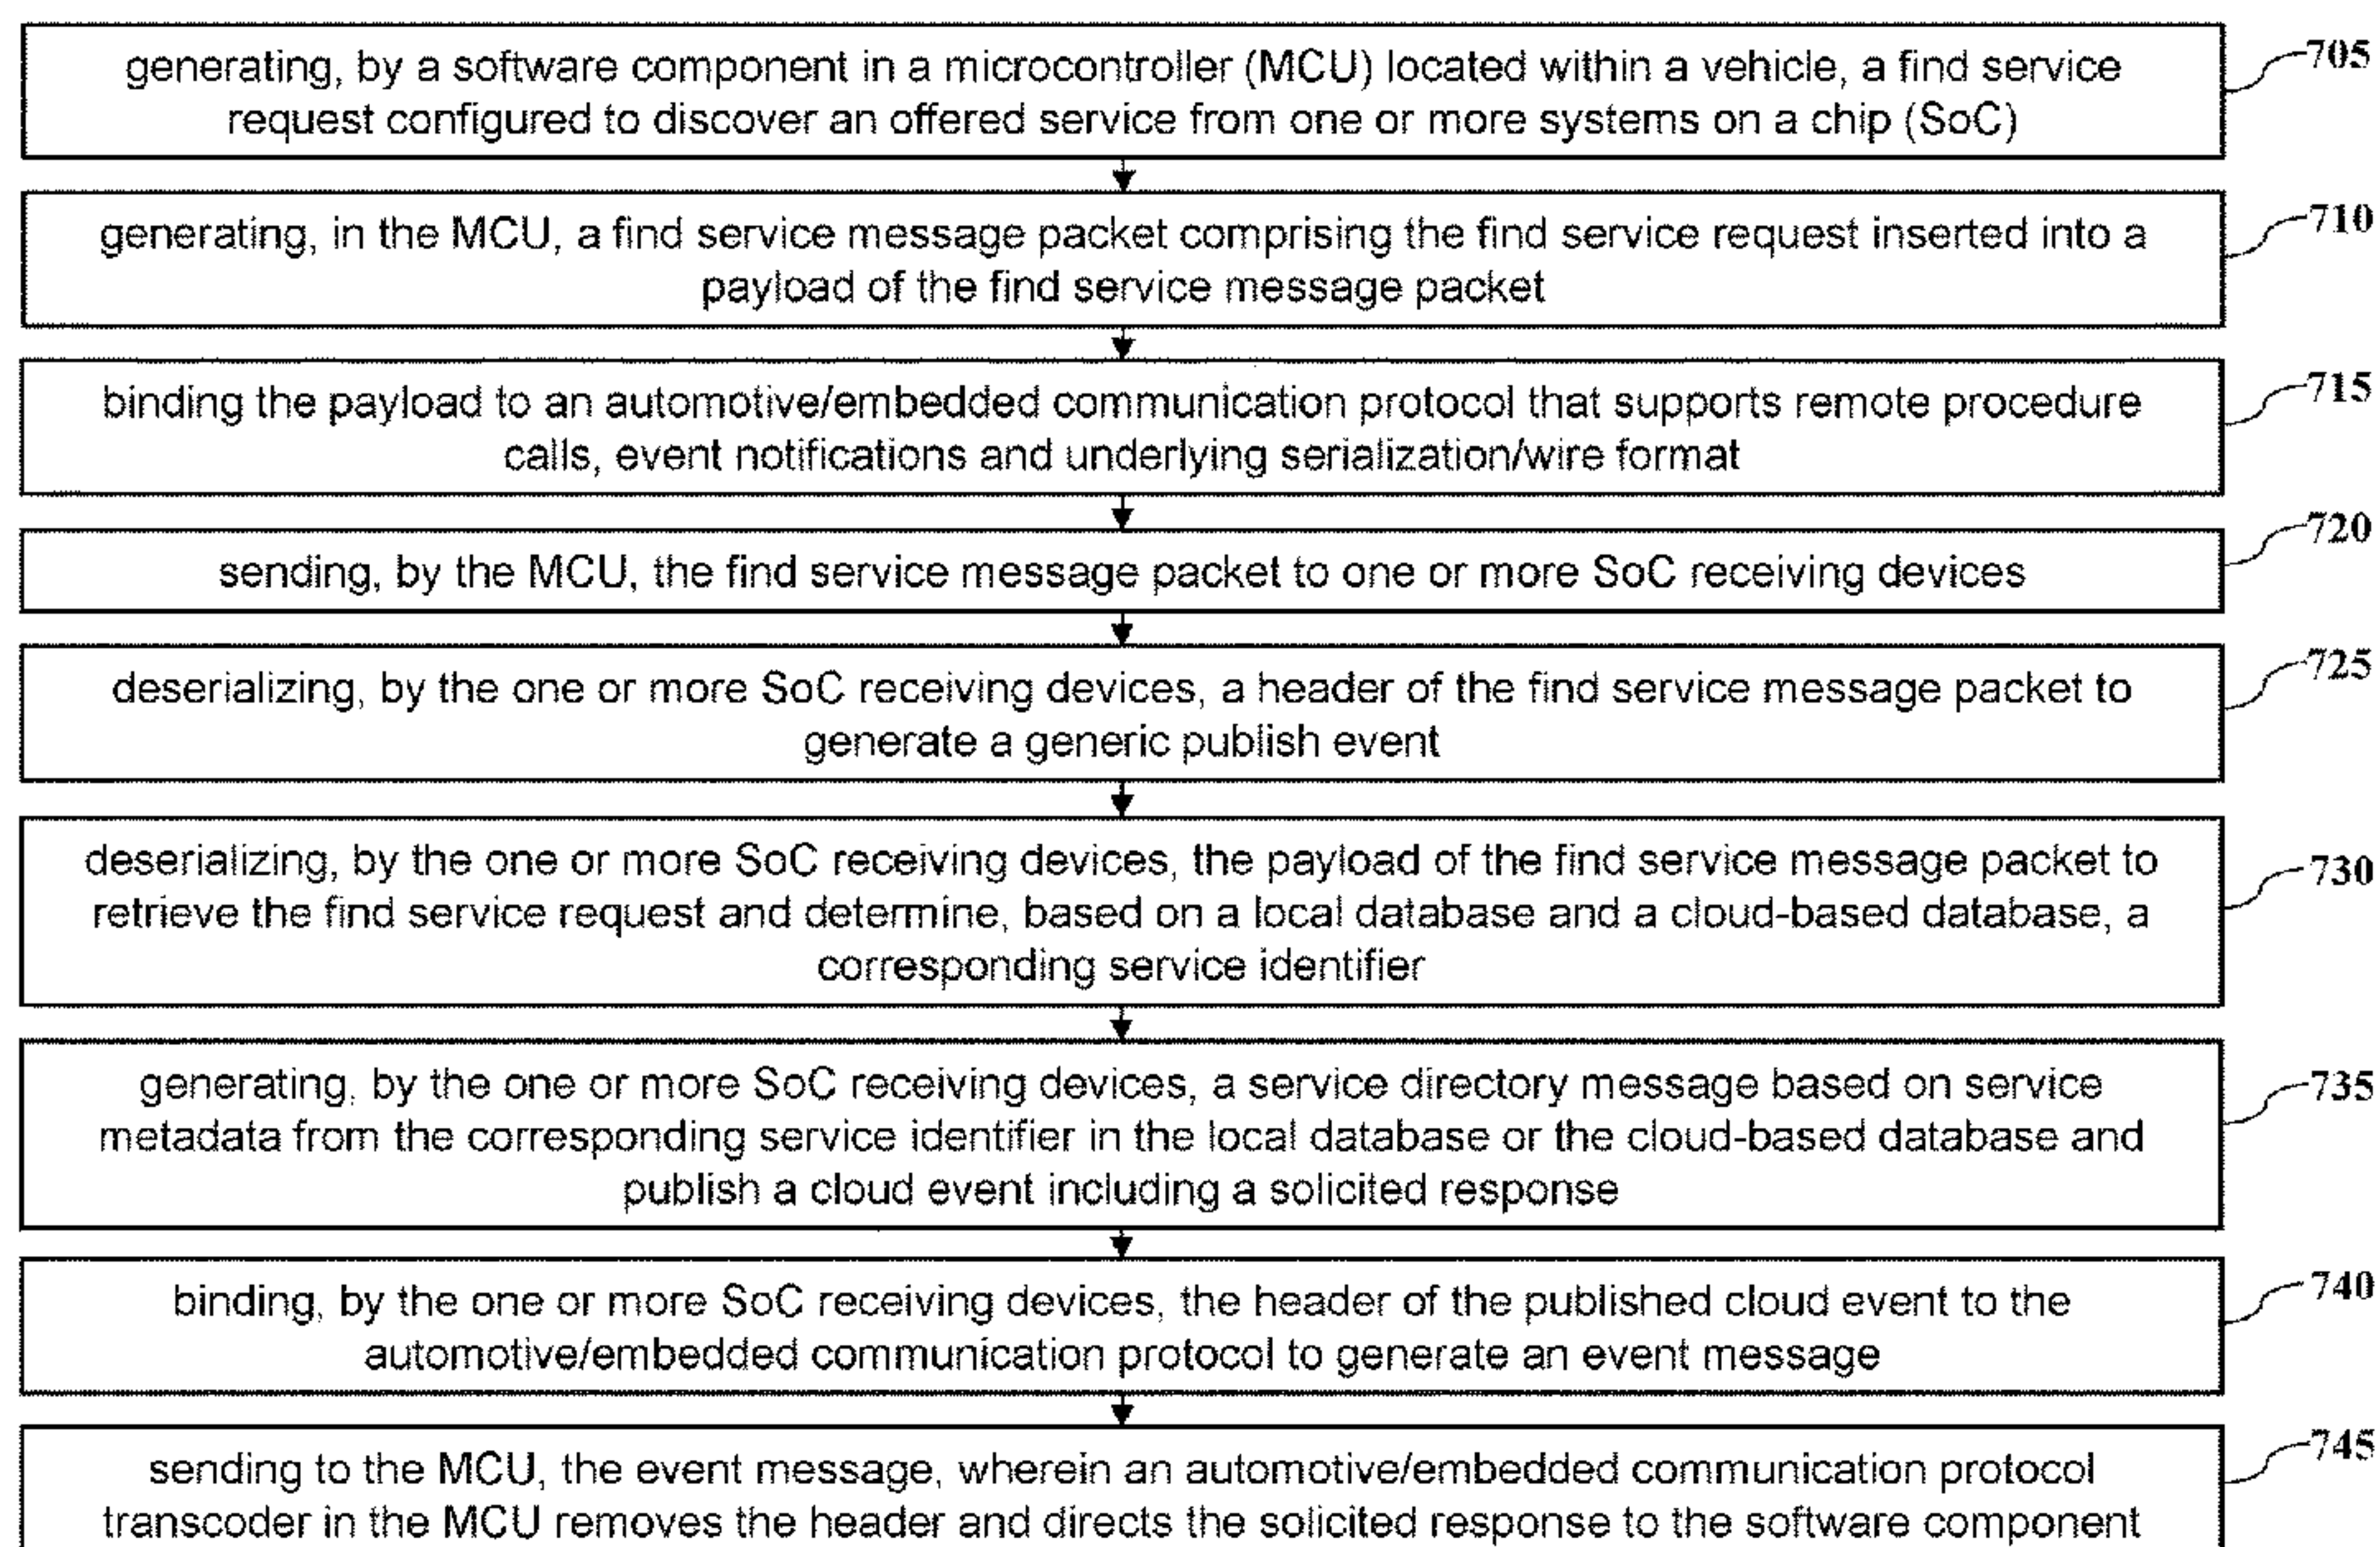 generating, by a software component in a microcontroller (MCU) located within a vehicle, a find service
request configured to discover an offered service from one or more systems on a chip (SoC)
705
generating, in the MCU, a find service message packet comprising the find service request inserted into a
payload of the find service message packet
710
binding the payload to an automotive/embedded communication protocol that supports remote procedure
calls, event notifications and underlying serialization/wire format
715
sending, by the MCU, the find service message packet to one or more SoC receiving devices
720
deserializing, by the one or more SoC receiving devices, a header of the find service message packet to
generate a generic publish event
725
deserializing, by the one or more SoC receiving devices, the payload of the find service message packet to
retrieve the find service request and determine, based on a local database and a cloud-based database, a
corresponding service identifier
730
generating, by the one or more SoC receiving devices, a service directory message based on service
metadata from the corresponding service identifier in the local database or the cloud-based database and
publish a cloud event including a solicited response
735
binding, by the one or more SoC receiving devices, the header of the published cloud event to the
automotive/embedded communication protocol to generate an event message
740
sending to the MCU, the event message, wherein an automotive/embedded communication protocol
transcoder in the MCU removes the header and directs the solicited response to the software component
745